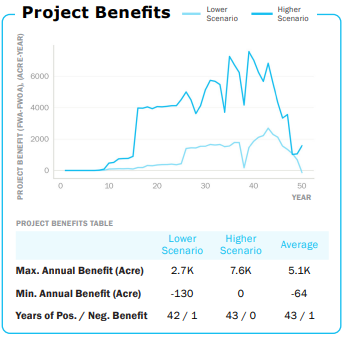 Project Benefits
Lower Scenario
Higher Scenario
PROJECT BENEFIT (FWA-FWOA), (ACRE-YEAR)
6000
4000
2000
0
0 10 20 30 40 50
YEAR
PROJECT BENEFITS TABLE
Lower Scenario Higher Scenario Average
Max. Annual Benefit (Acre) 2.7K 7.6K 5.1K
Min. Annual Benefit (Acre) -130 0 -64
Years of Pos. / Neg. Benefit 42 / 1 43 / 0 43 / 1